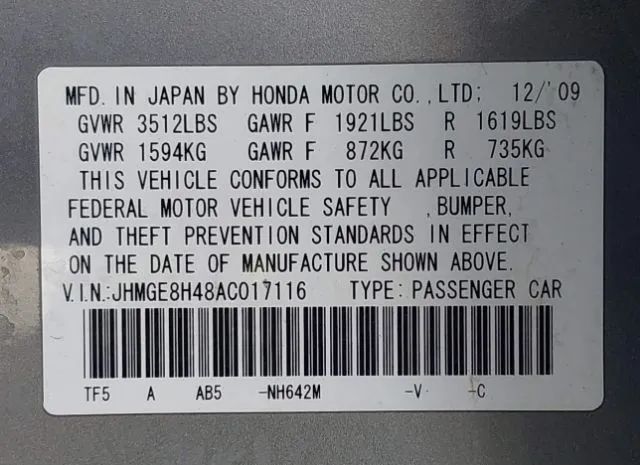 MFD. IN JAPAN BY HONDA MOTOR CO., LTD; 12/'09
GVWR 3512LBS GAWR F 1921LBS R 1619LBS
GVWR 1594KG GAWR F 872KG R 735KG
THIS VEHICLE CONFORMS TO ALL APPLICABLE
FEDERAL MOTOR VEHICLE SAFETY , BUMPER,
AND THEFT PREVENTION STANDARDS IN EFFECT
ON THE DATE OF MANUFACTURE SHOWN ABOVE.
V.I.N.: JHMGE8H48AC017116 TYPE: PASSENGER CAR
TF5 A AB5 -NH642M -V -C